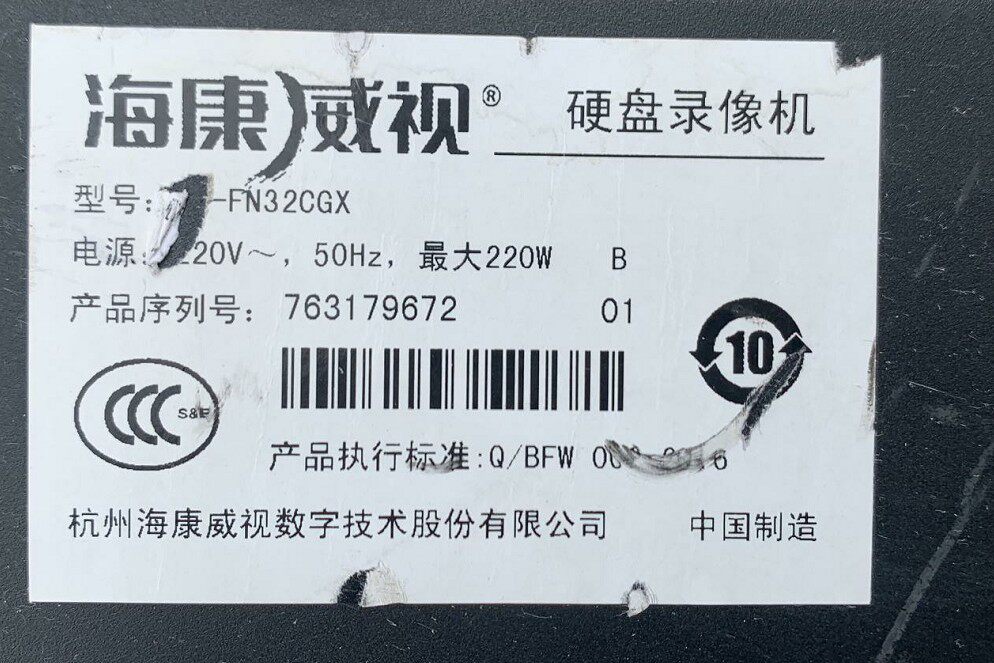 海康威视® 硬盘录像机
型号: -FN32CGX
电源: 220V～, 50Hz, 最大220W B
产品序列号: 763179672 01
10
CCC S&E
产品执行标准:Q/BFW
杭州海康威视数字技术股份有限公司 中国制造